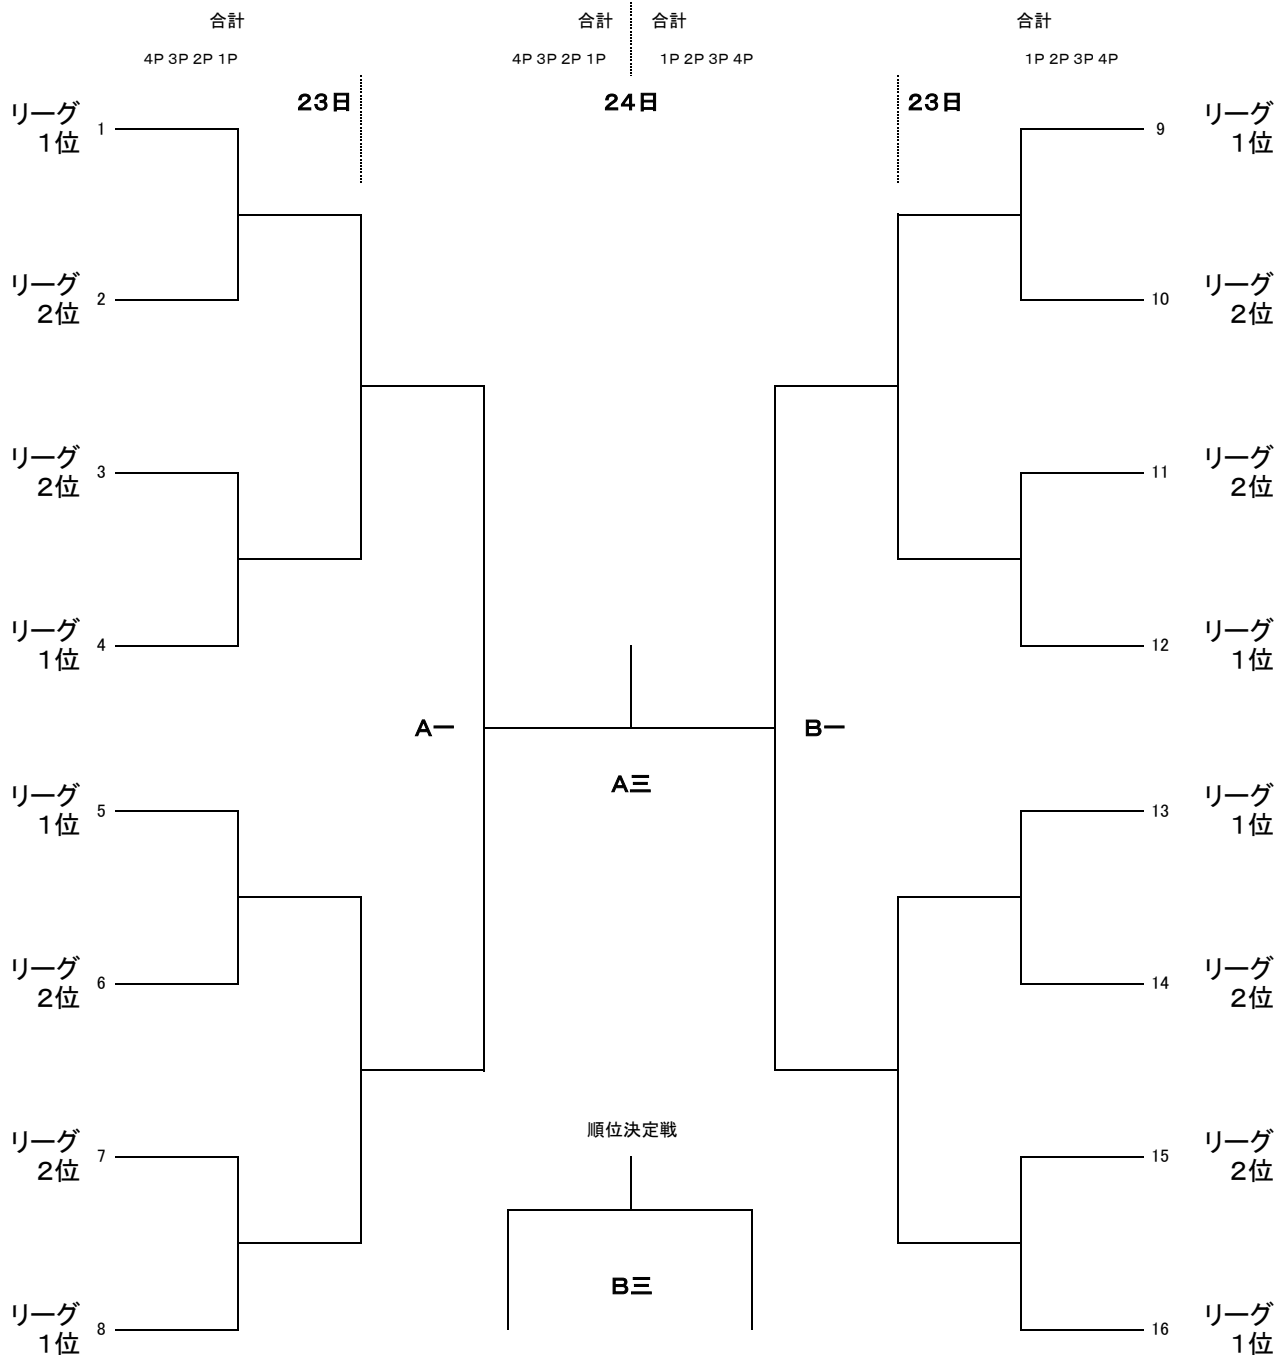 合計 合計 合計 合計
4P 3P 2P 1P 4P 3P 2P 1P 1P 2P 3P 4P 1P 2P 3P 4P
23日 24日 23日
リーグ 1 9 リーグ
1位 1位
リーグ 2 10 リーグ
2位 2位
リーグ 3 11 リーグ
2位 2位
リーグ 4 12 リーグ
1位 1位
A一 B一
A三
リーグ 5 13 リーグ
1位 1位
リーグ 6 14 リーグ
2位 2位
順位決定戦
リーグ 7 15 リーグ
2位 2位
B三
リーグ 8 16 リーグ
1位 1位